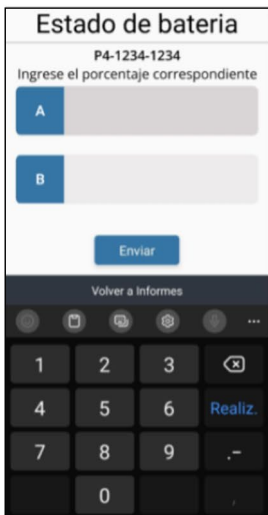 Estado de bateria
P4-1234-1234
Ingrese el porcentaje correspondiente
A
B
Enviar
Volver a Informes
1 2 3
4 5 6 Realiz.
7 8 9 .-
0 ,